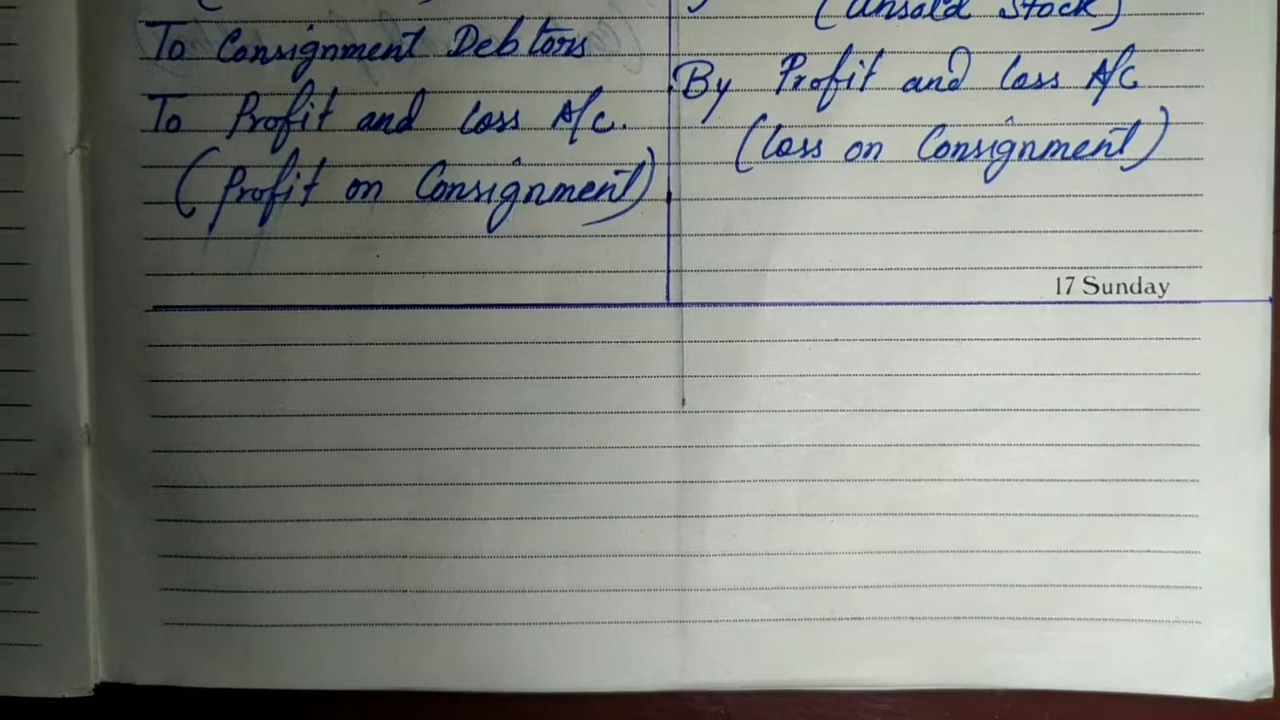 To Consignment Debtors
To Profit and Loss A/c.
(Profit on Consignment)
(Unsold Stock)
By Profit and Loss A/c
(Loss on Consignment)
17 Sunday